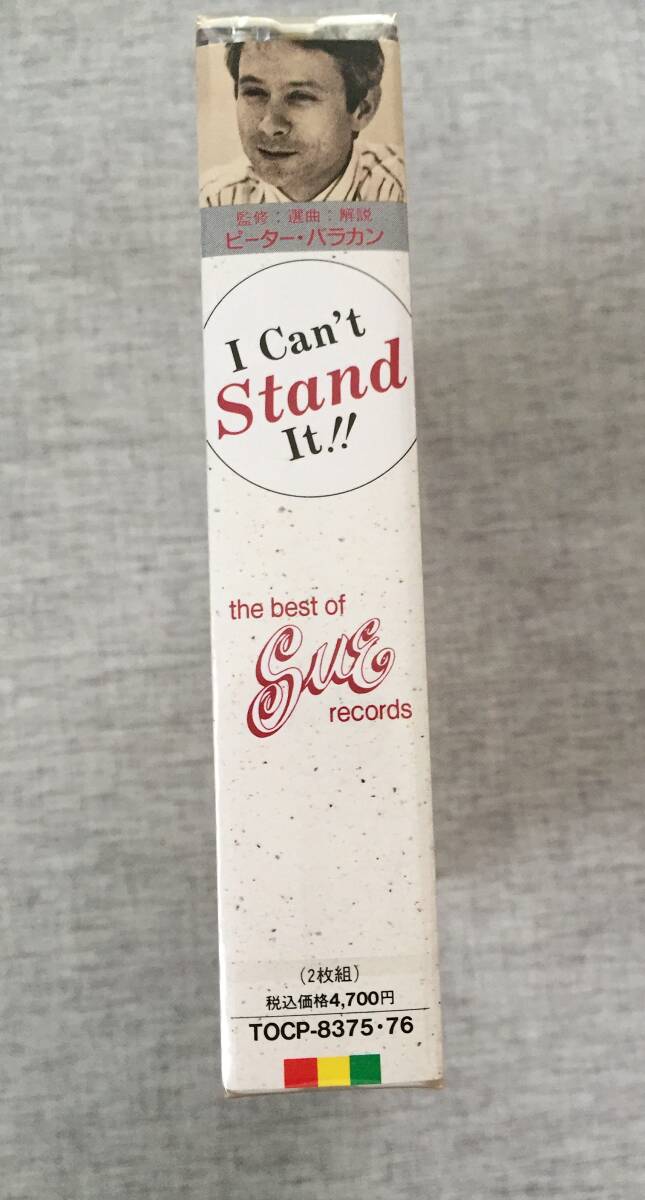 監修：選曲：解説
ピーター・バラカン
I Can't
Stand
It!!
the best of
Sue
records
（2枚組）
税込価格4,700円
TOCP-8375・76